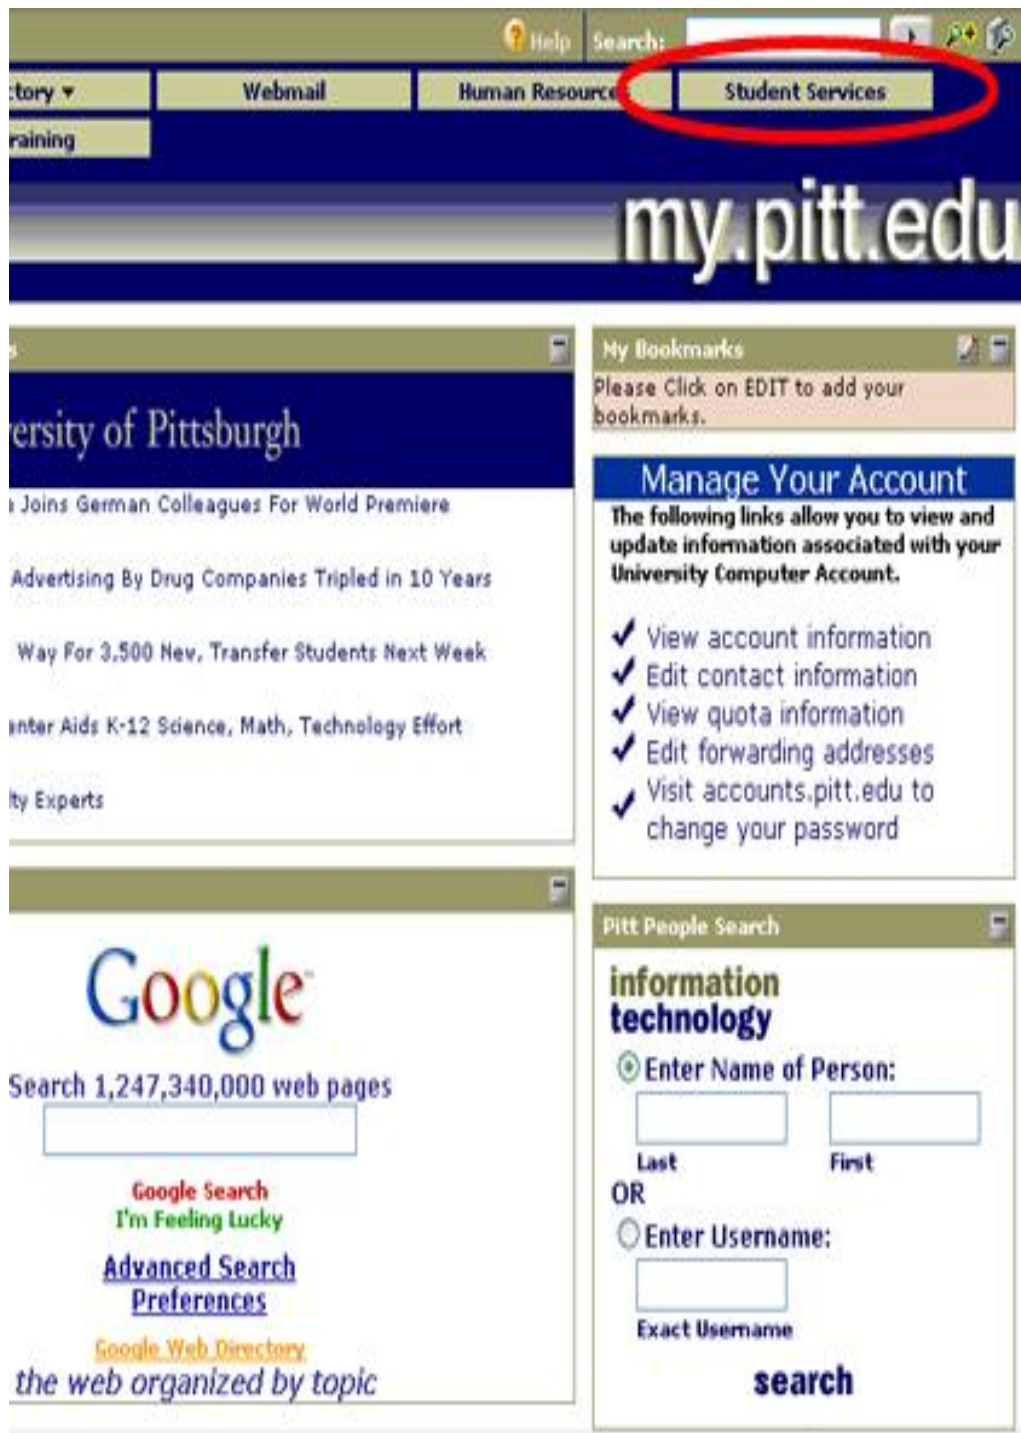 Help Search:
Webmail Human Resources Student Services
my.pitt.edu
University of Pittsburgh
Joins German Colleagues For World Premiere
Advertising By Drug Companies Tripled in 10 Years
Way For 3,500 New, Transfer Students Next Week
Aids K-12 Science, Math, Technology Effort
Experts
Google
Search 1,247,340,000 web pages
Google Search
I'm Feeling Lucky
Advanced Search
Preferences
Google Web Directory
the web organized by topic
My Bookmarks
Please Click on EDIT to add your
bookmarks.
Manage Your Account
The following links allow you to view and
update information associated with your
University Computer Account.
View account information
Edit contact information
View quota information
Edit forwarding addresses
Visit accounts.pitt.edu to
change your password
Pitt People Search
information
technology
Enter Name of Person:
Last First
OR
Enter Username:
Exact Username
search